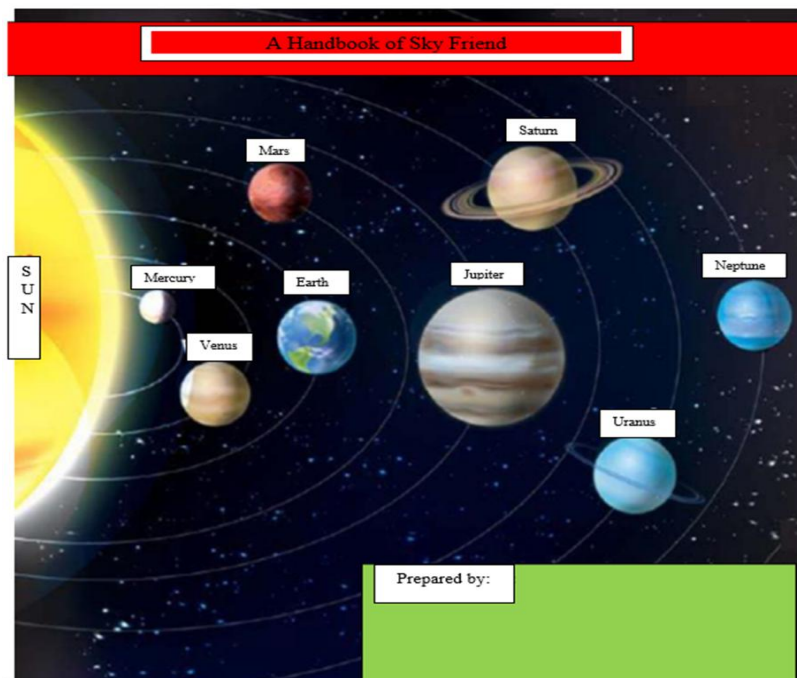 A Handbook of Sky Friend
Saturn
Mars
Neptune
Mercury
Earth
Jupiter
S
U
N
Venus
Uranus
Prepared by: